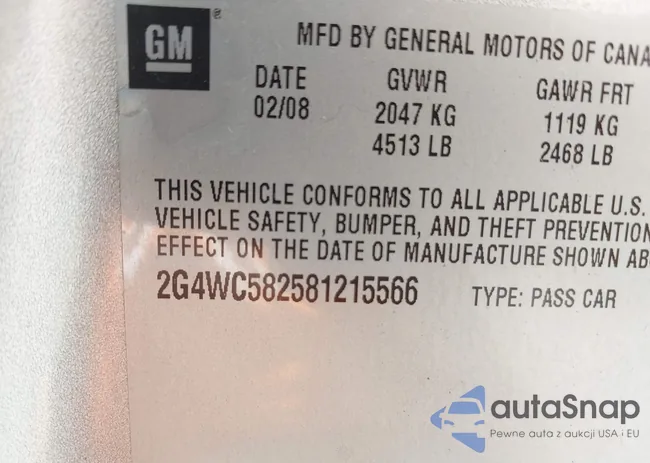 GM
MFD BY GENERAL MOTORS OF CANA
DATE GVWR GAWR FRT
02/08 2047 KG 1119 KG
4513 LB 2468 LB
THIS VEHICLE CONFORMS TO ALL APPLICABLE U.S.
VEHICLE SAFETY, BUMPER, AND THEFT PREVENTION
EFFECT ON THE DATE OF MANUFACTURE SHOWN AB
2G4WC582581215566 TYPE: PASS CAR
autaSnap
Pewne auta z aukcji USA i EU